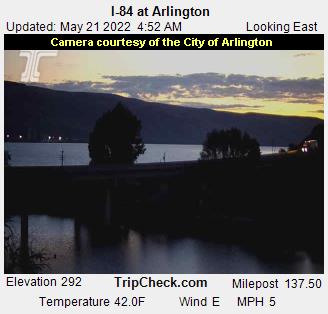 I-84 at Arlington
Updated: May 21 2022 4:52 AM Looking East
Camera courtesy of the City of Arlington
Elevation 292 TripCheck.com Milepost 137.50
Temperature 42.0F Wind E MPH 5